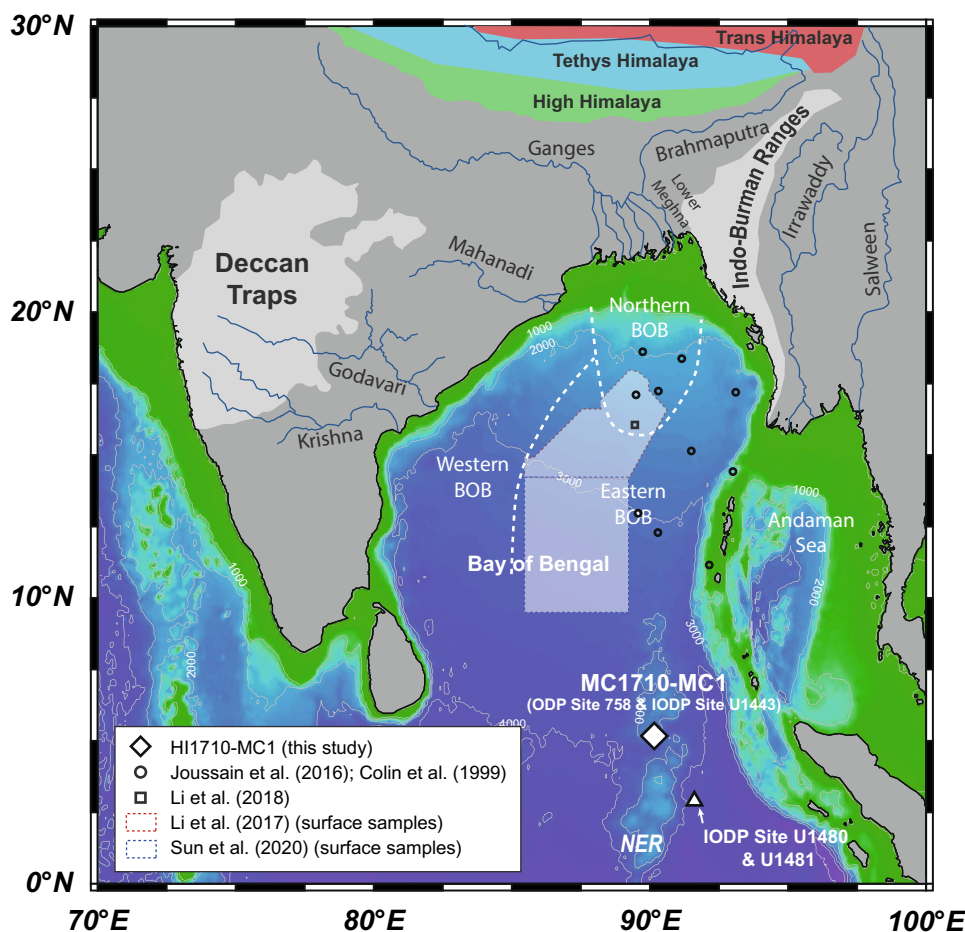 30°N
20°N
10°N
0°N
70°E
80°E
90°E
100°E
Trans Himalaya
Tethys Himalaya
High Himalaya
Ganges
Brahmaputra
Lower
Meghna
Indo-Burman Ranges
Irrawaddy
Salween
Deccan
Traps
Mahanadi
Godavari
Krishna
Northern
BOB
1000
2000
Western
BOB
3000
Eastern
BOB
Bay of Bengal
1000
Andaman
Sea
2000
3000
1000
2000
4000
MC1710-MC1
(ODP Site 758 & IODP Site U1443)
NER
IODP Site U1480
& U1481
HI1710-MC1 (this study)
Joussain et al. (2016); Colin et al. (1999)
Li et al. (2018)
Li et al. (2017) (surface samples)
Sun et al. (2020) (surface samples)